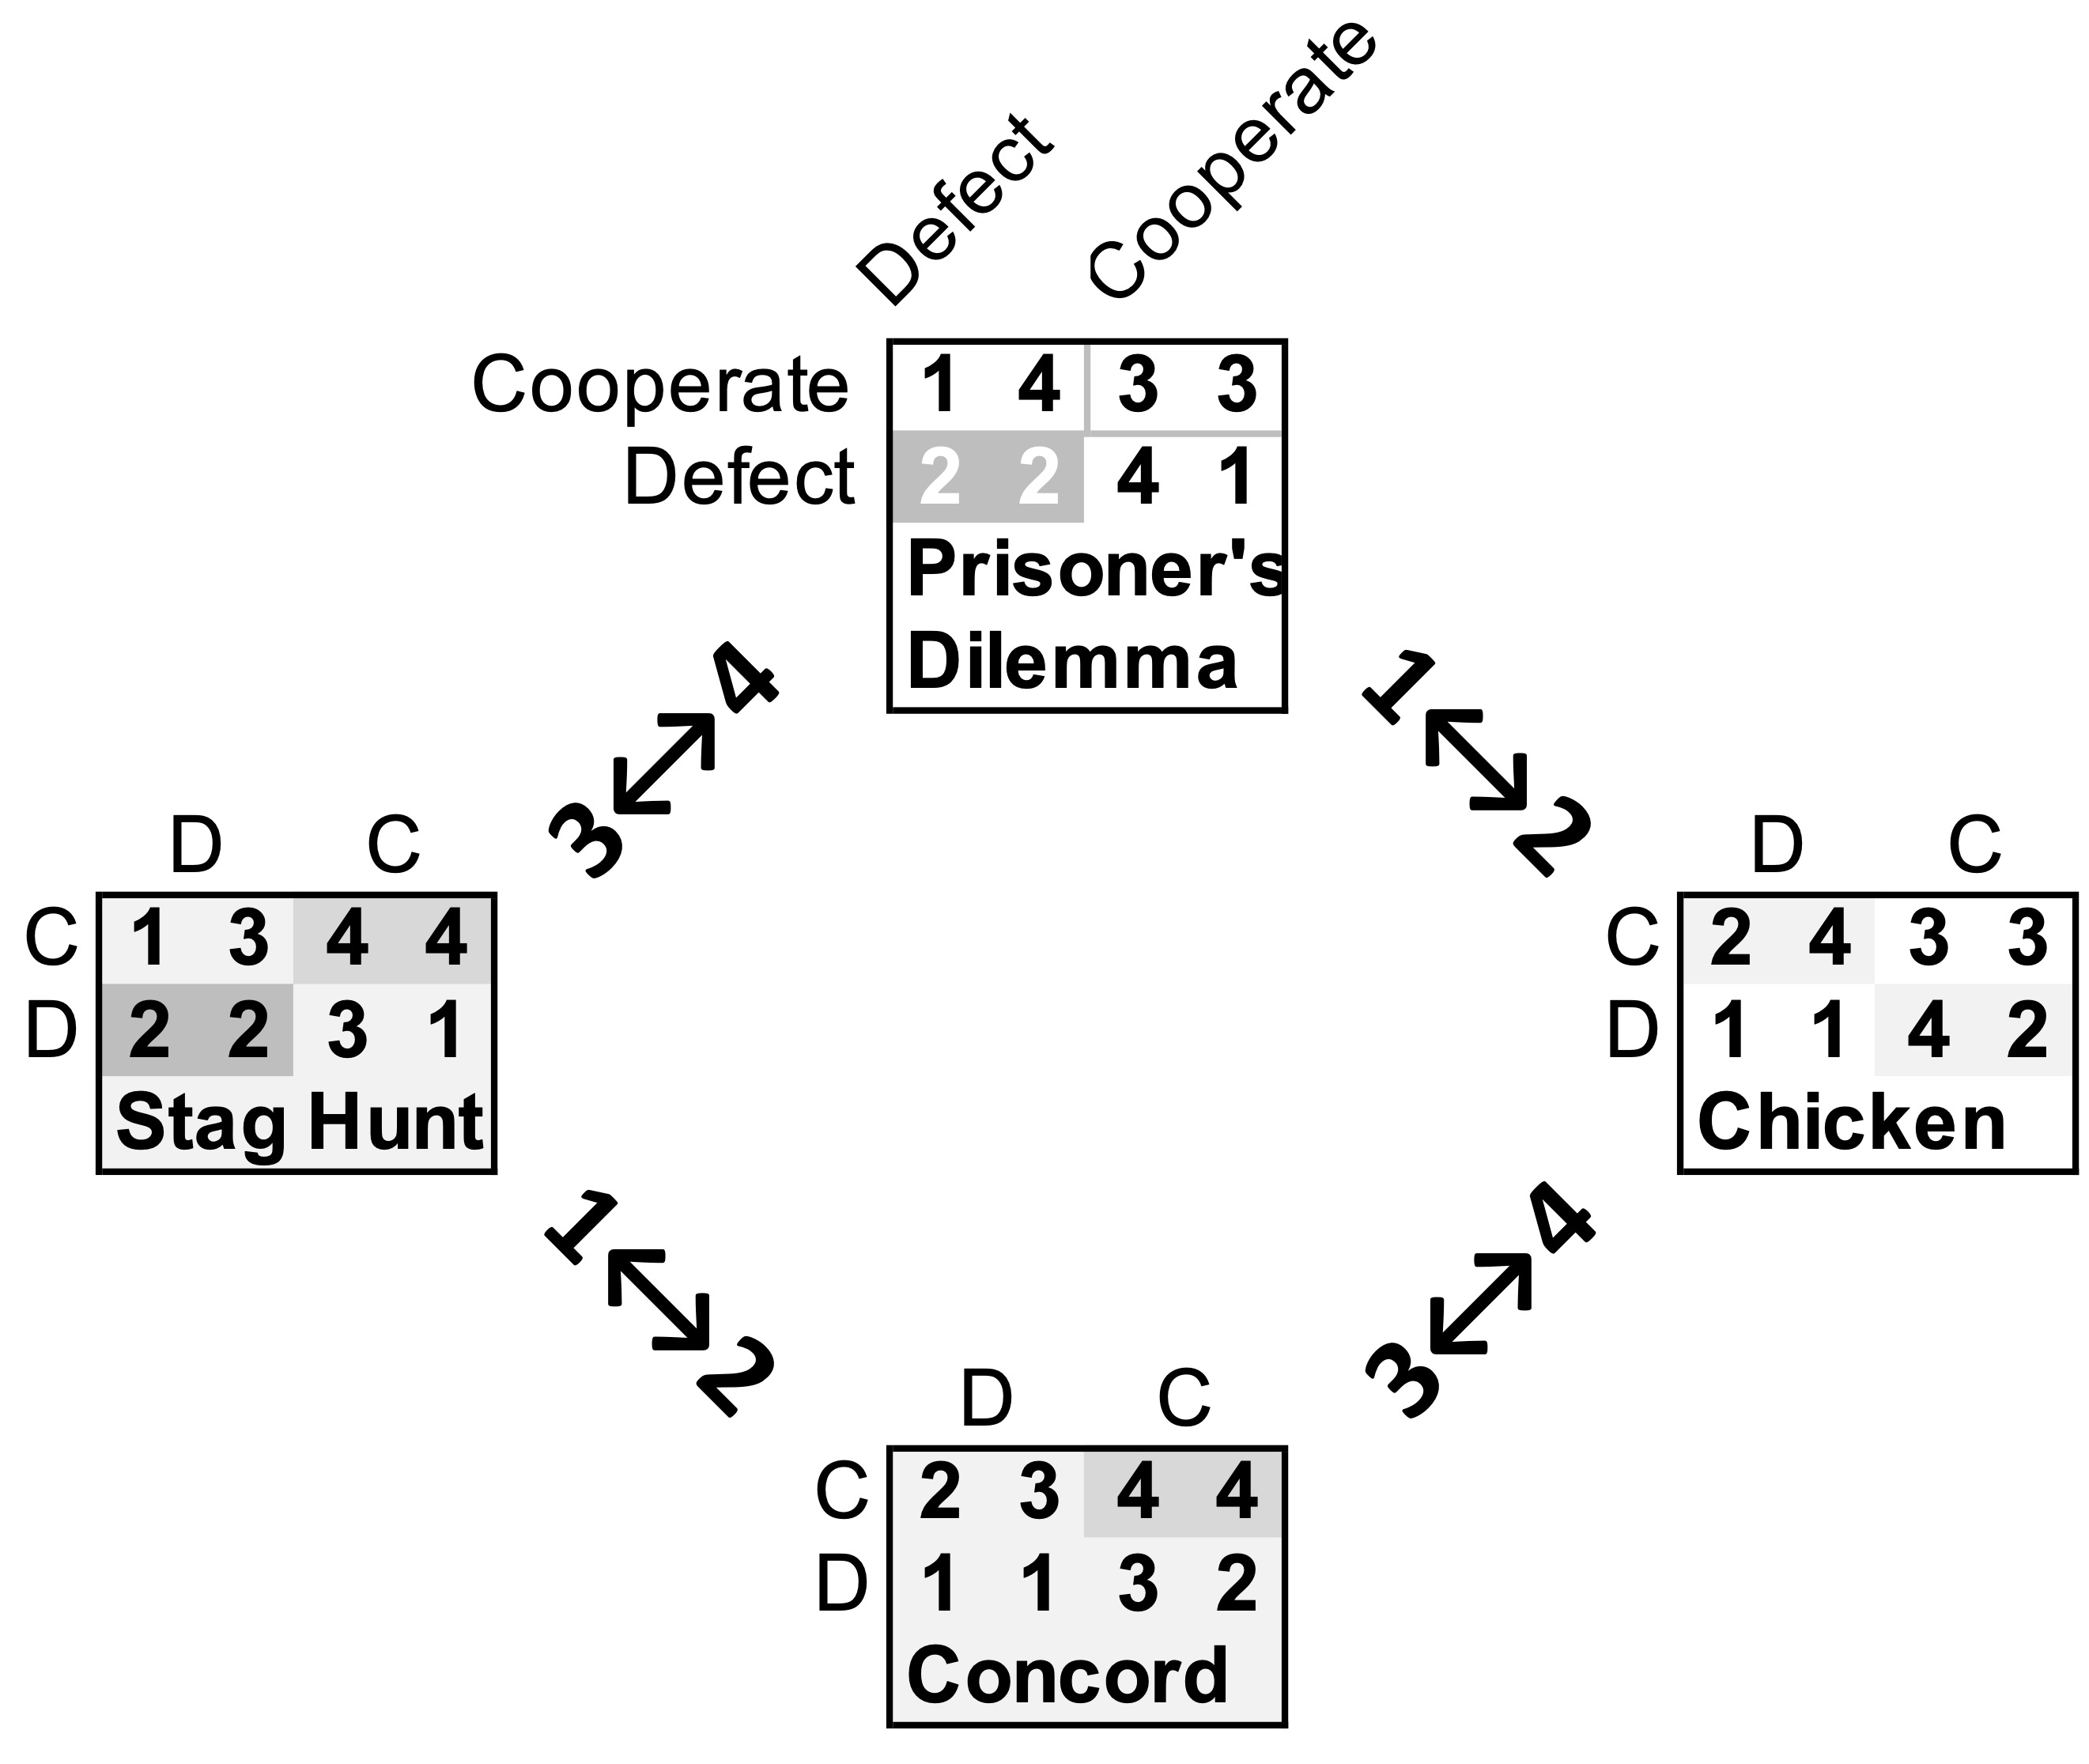 Defect Cooperate
Cooperate 1 4 3 3
Defect 2 2 4 1
Prisoner's
Dilemma
3 4
1 2
D C
C 1 3 4 4
D 2 2 3 1
Stag Hunt
D C
C 2 4 3 3
D 1 1 4 2
Chicken
1 2
3 4
D C
C 2 3 4 4
D 1 1 3 2
Concord